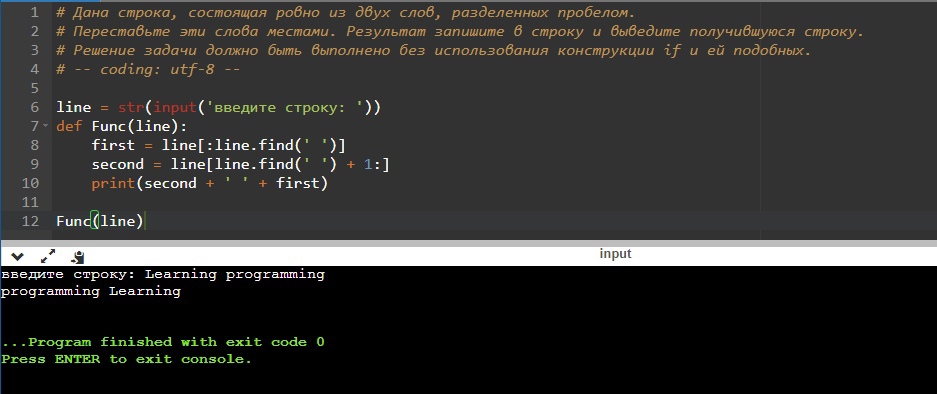 1 # Дана строка, состоящая ровно из двух слов, разделенных пробелом.
2 # Переставьте эти слова местами. Результат запишите в строку и выведите получившуюся строку.
3 # Решение задачи должно быть выполнено без использования конструкции if и ей подобных.
4 # -- coding: utf-8 --
5
6 line = str(input('введите строку: '))
7 def Func(line):
8     first = line[:line.find(' ')]
9     second = line[line.find(' ') + 1:]
10     print(second + ' ' + first)
11
12 Func(line)
input
введите строку: Learning programming
programming Learning
...Program finished with exit code 0
Press ENTER to exit console.